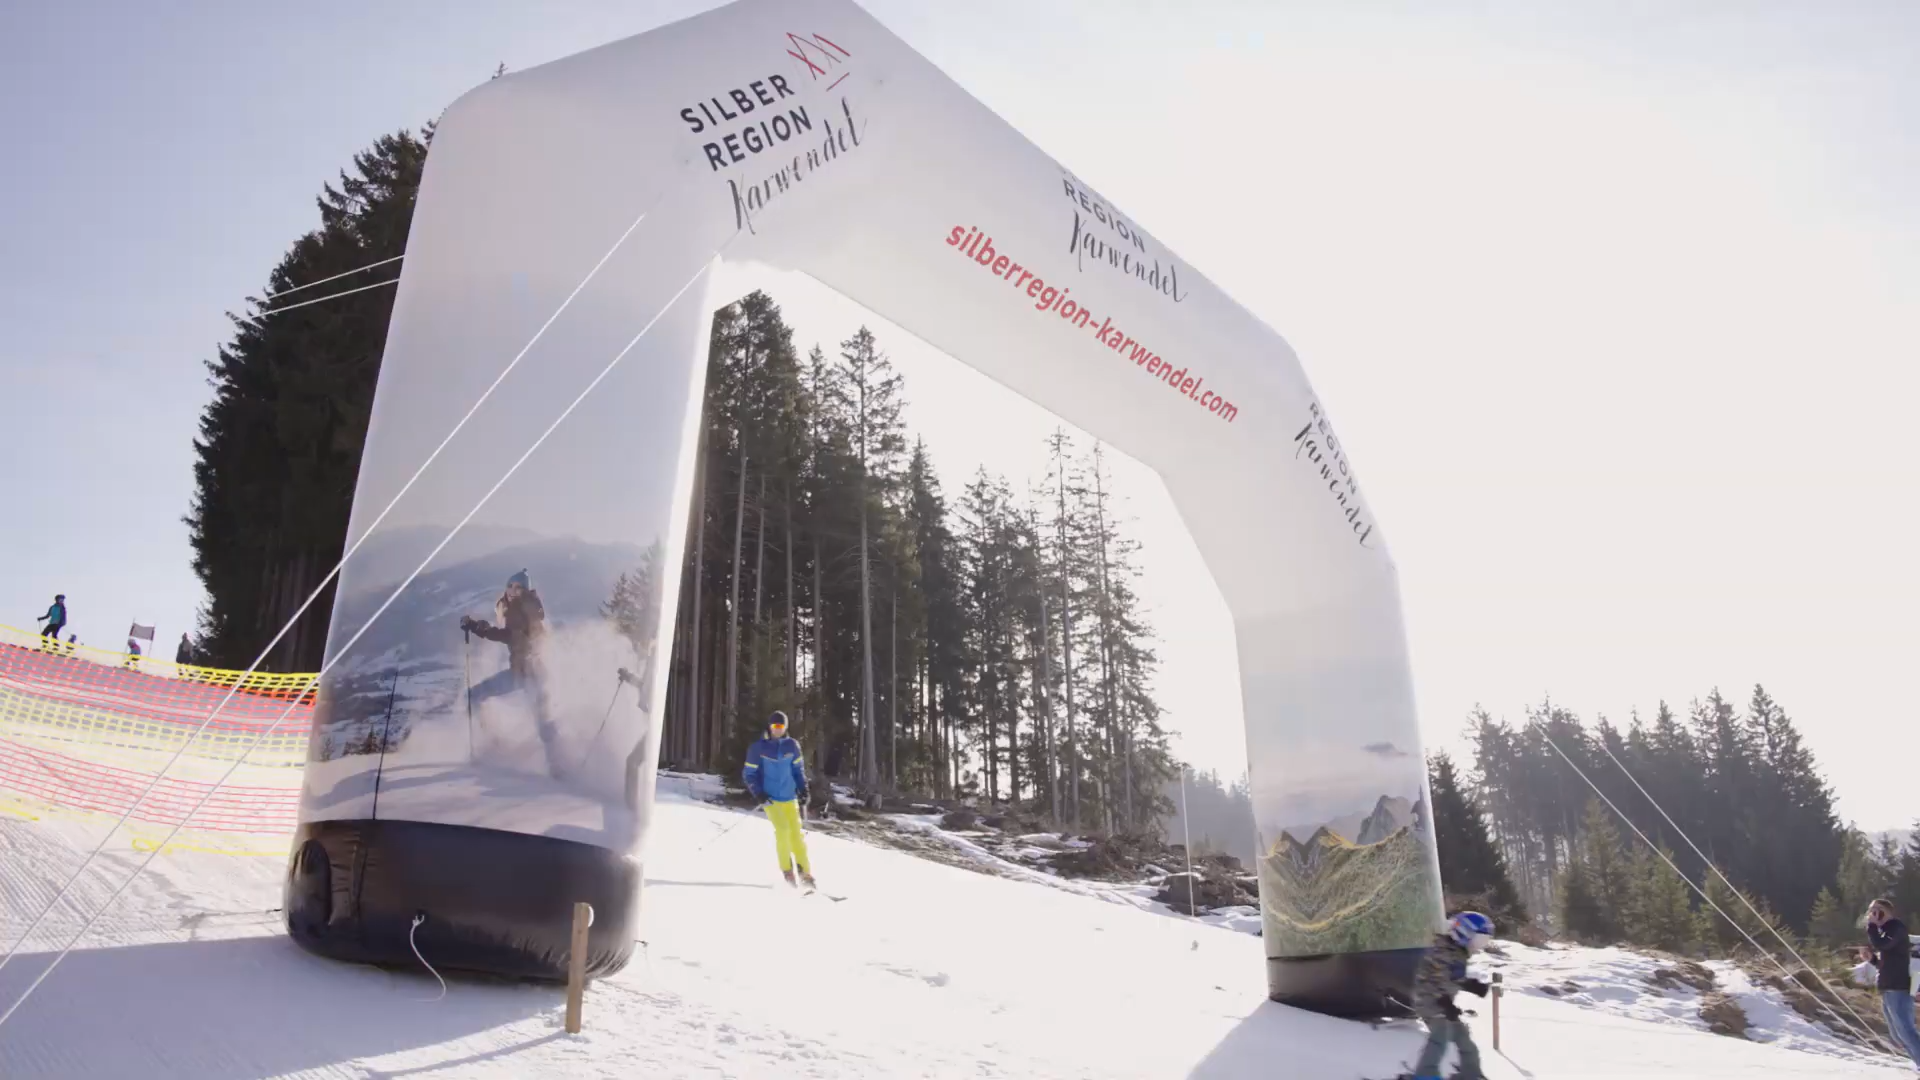 SILBER
REGION
Karwendel
REGION
Karwendel
silberregion-karwendel.com
REGION
Karwendel